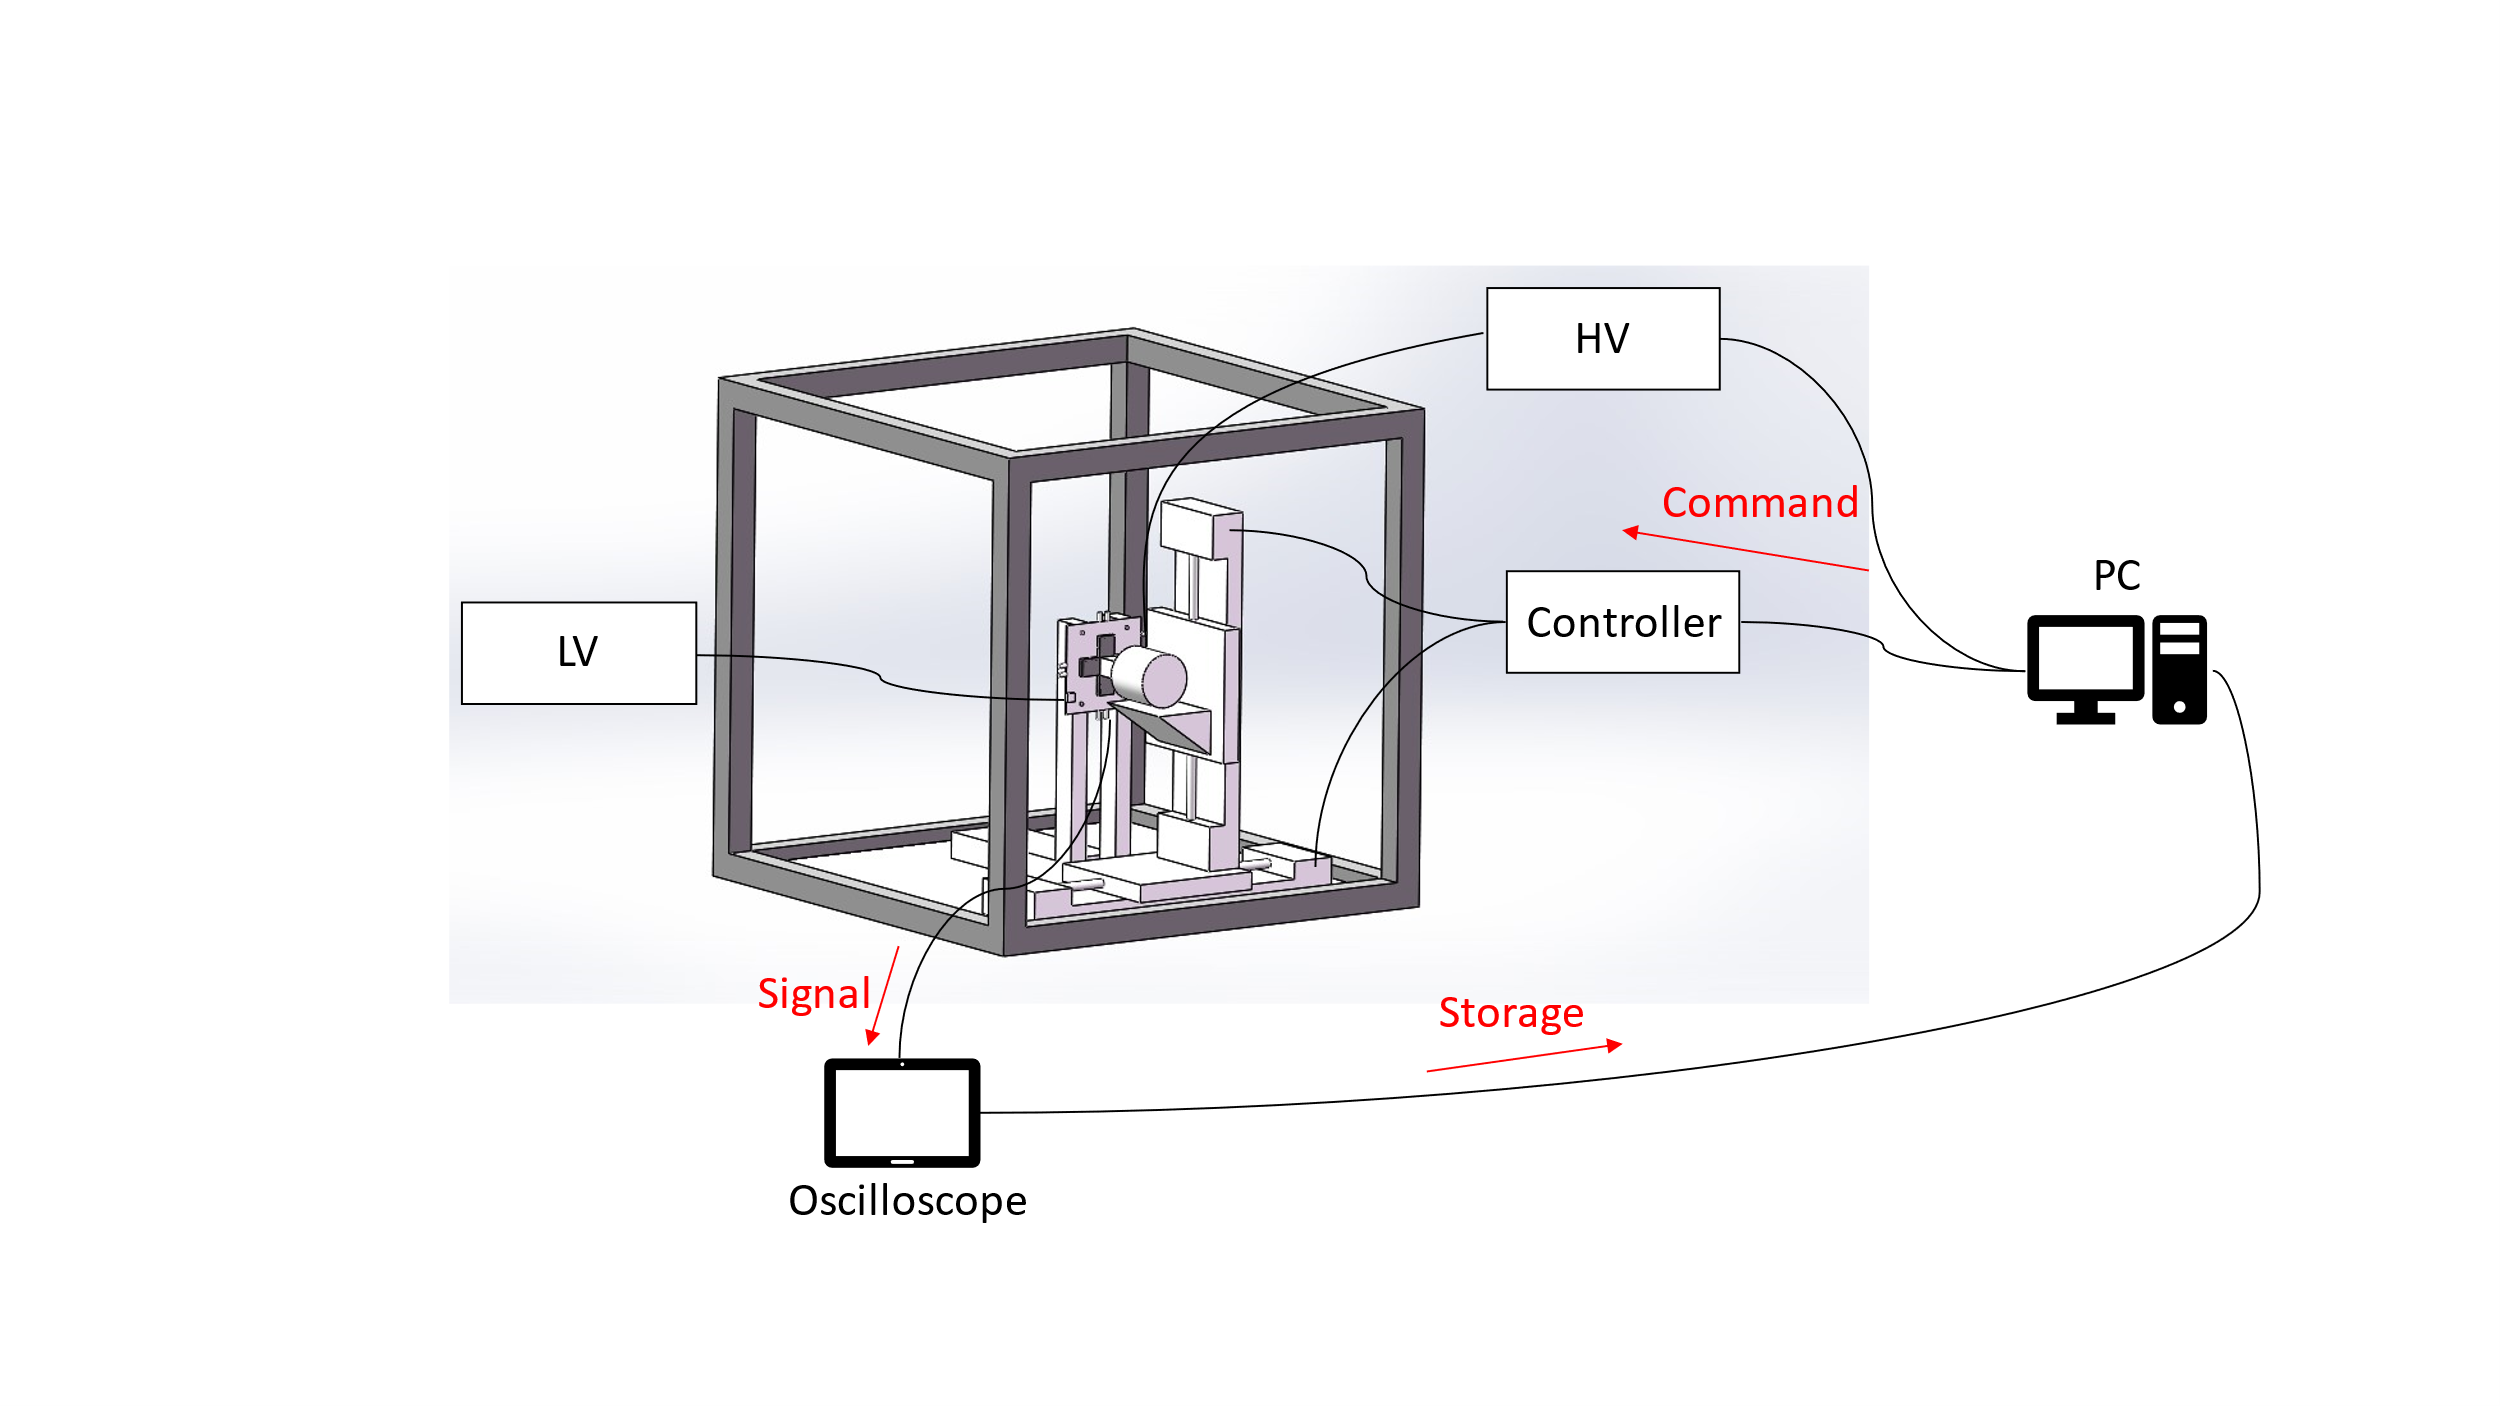 HV
Command
PC
Controller
LV
Signal
Storage
Oscilloscope